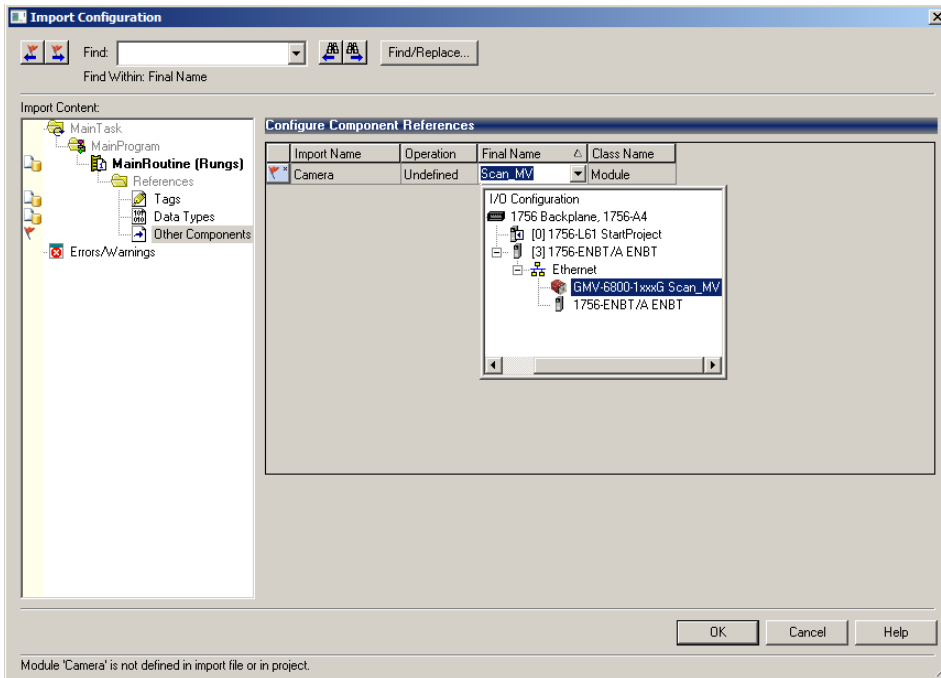 Import Configuration
Find:
Find/Replace...
Find Within: Final Name
Import Content:
MainTask
MainProgram
MainRoutine (Rungs)
References
Tags
Data Types
Other Components
Errors/Warnings
Configure Component References
Import Name Operation Final Name Class Name
Camera Undefined Scan_MV Module
I/O Configuration
1756 Backplane, 1756-A4
[0] 1756-L61 StartProject
[3] 1756-ENBT/A ENBT
Ethernet
GMV-6800-1xxxG Scan_MV
1756-ENBT/A ENBT
OK Cancel Help
Module 'Camera' is not defined in import file or in project.